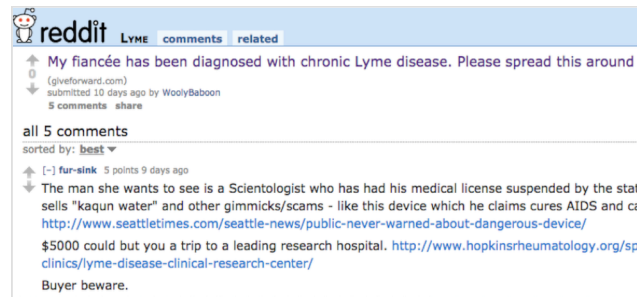 reddit LYME comments related
My fiancée has been diagnosed with chronic Lyme disease. Please spread this around
0
(giveforward.com)
submitted 10 days ago by WoolyBaboon
5 comments share
all 5 comments
sorted by: best
[-] fur-sink 5 points 9 days ago
The man she wants to see is a Scientologist who has had his medical license suspended by the stat
sells "kaqun water" and other gimmicks/scams - like this device which he claims cures AIDS and ca
http://www.seattletimes.com/seattle-news/public-never-warned-about-dangerous-device/
$5000 could but you a trip to a leading research hospital. http://www.hopkinsrheumatology.org/sp
clinics/lyme-disease-clinical-research-center/
Buyer beware.